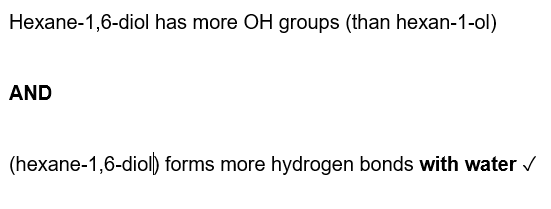 Hexane-1,6-diol has more OH groups (than hexan-1-ol)
AND
(hexane-1,6-diol) forms more hydrogen bonds with water ✓